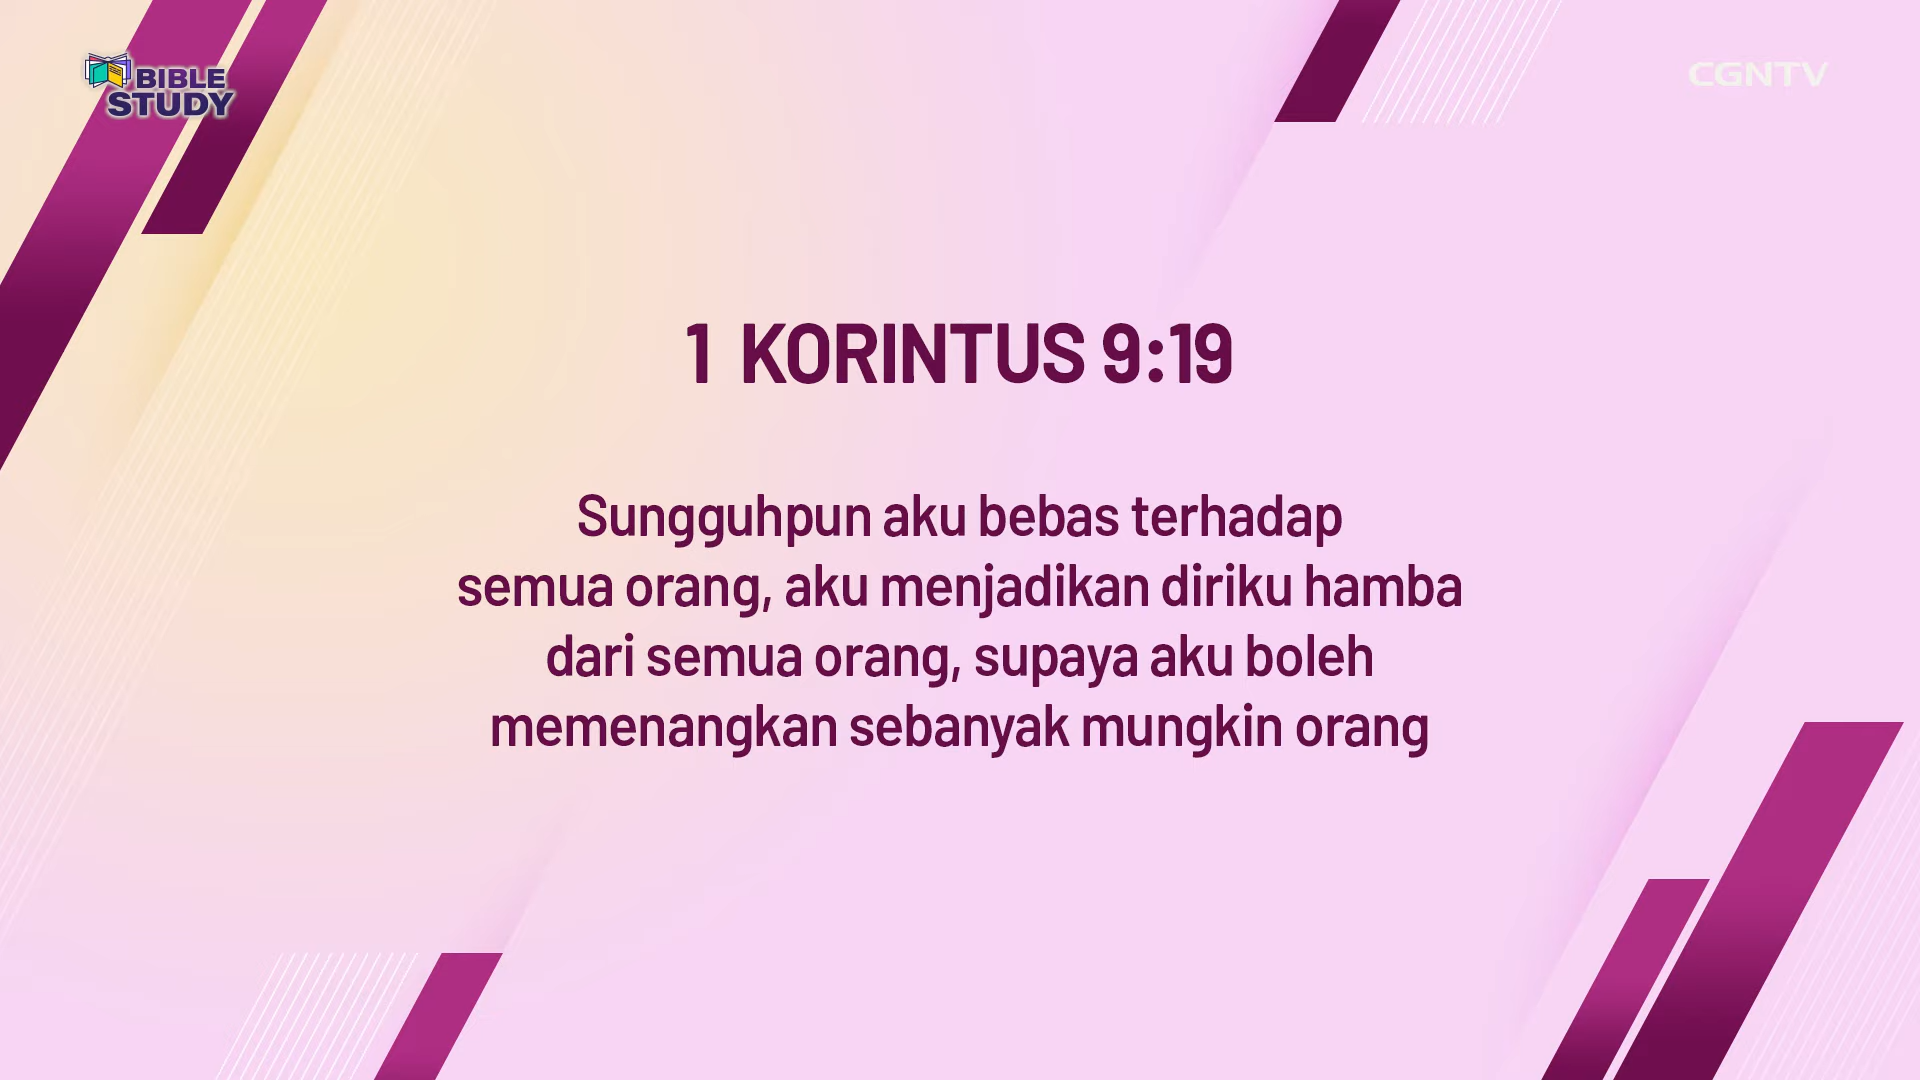 BIBLE
STUDY
CGNTV
1 KORINTUS 9:19
Sungguhpun aku bebas terhadap
semua orang, aku menjadikan diriku hamba
dari semua orang, supaya aku boleh
memenangkan sebanyak mungkin orang